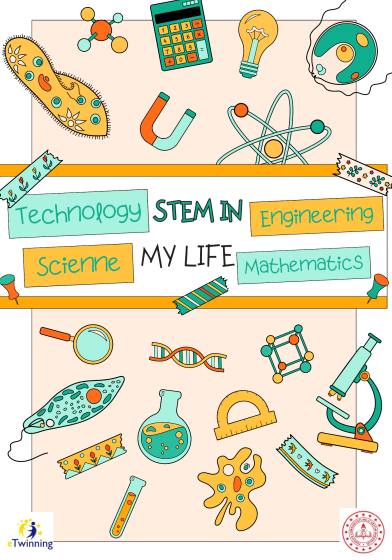 Technology
STEM IN
Engineering
Scienne
MY LIFE
Mathematics
eTwinning